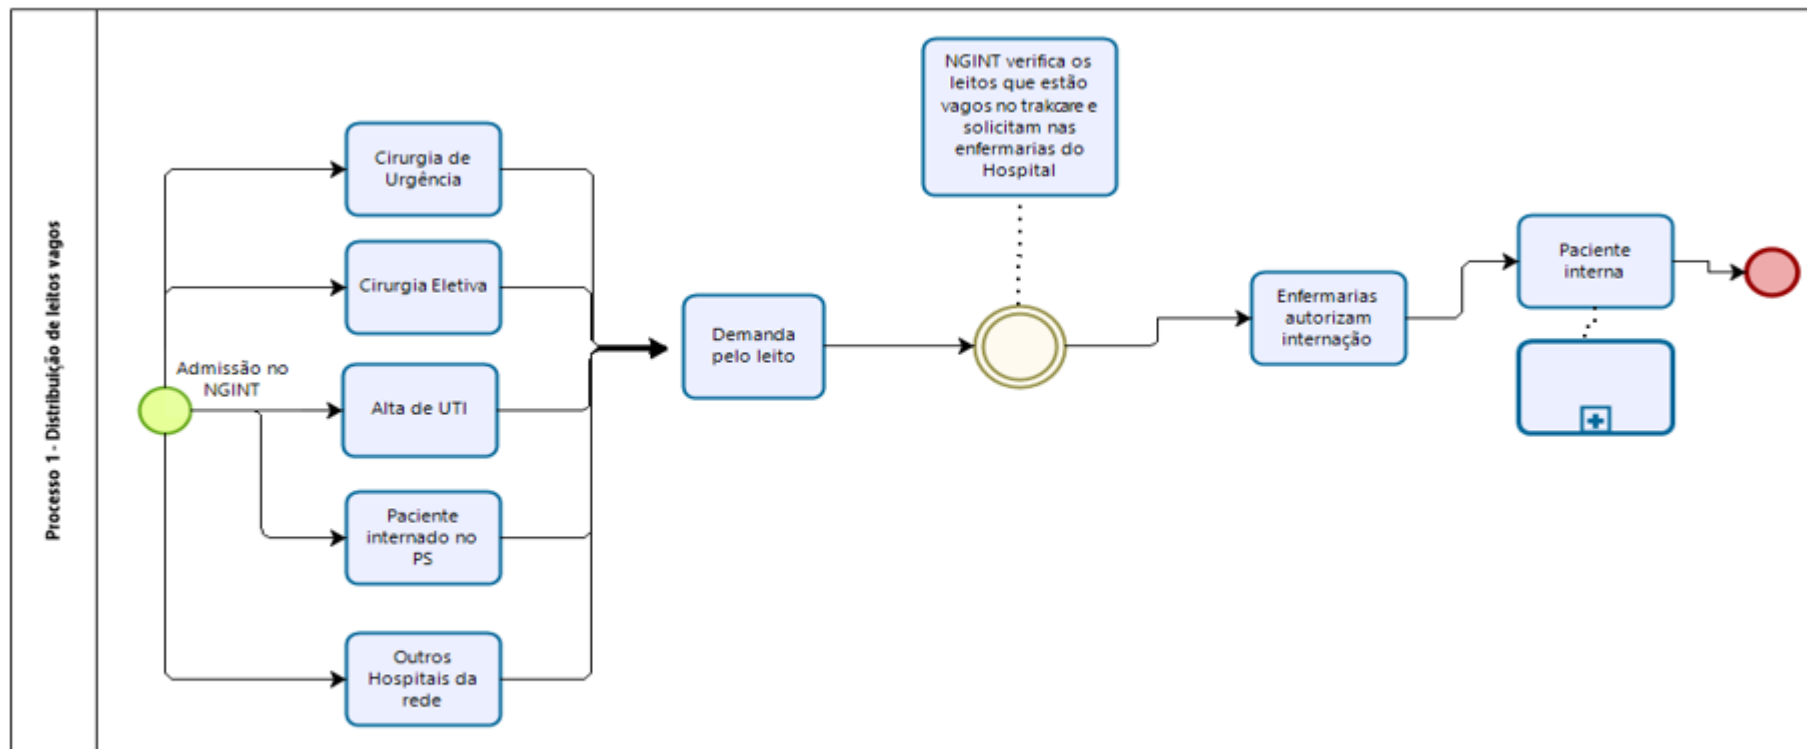 Processo 1 - Distribuição de leitos vagos
Admissão no
NGINT
Cirurgia de
Urgência
Cirurgia Eletiva
Alta de UTI
Paciente
internado no
PS
Outros
Hospitais da
rede
Demanda
pelo leito
NGINT verifica os
leitos que estão
vagos no trakcare e
solicitam nas
enfermarias do
Hospital
Enfermarias
autorizam
internação
Paciente
interna